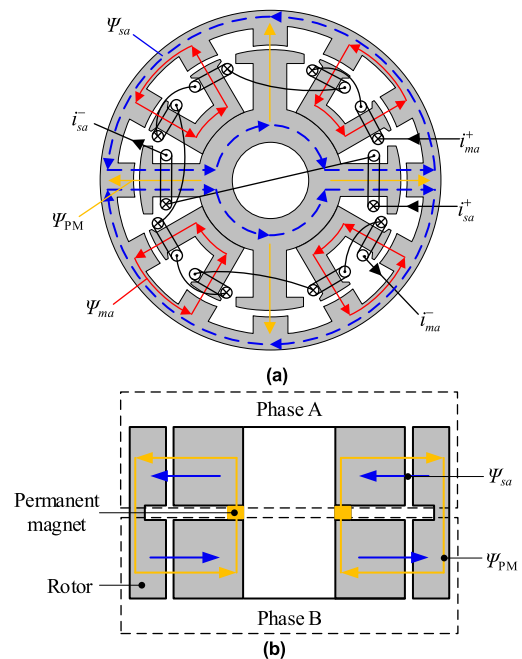 Ψsa
i−sa
ΨPM
Ψma
i+ma
i+sa
i−ma
(a)
Phase A
Permanent
magnet
Rotor
Phase B
Ψsa
ΨPM
(b)